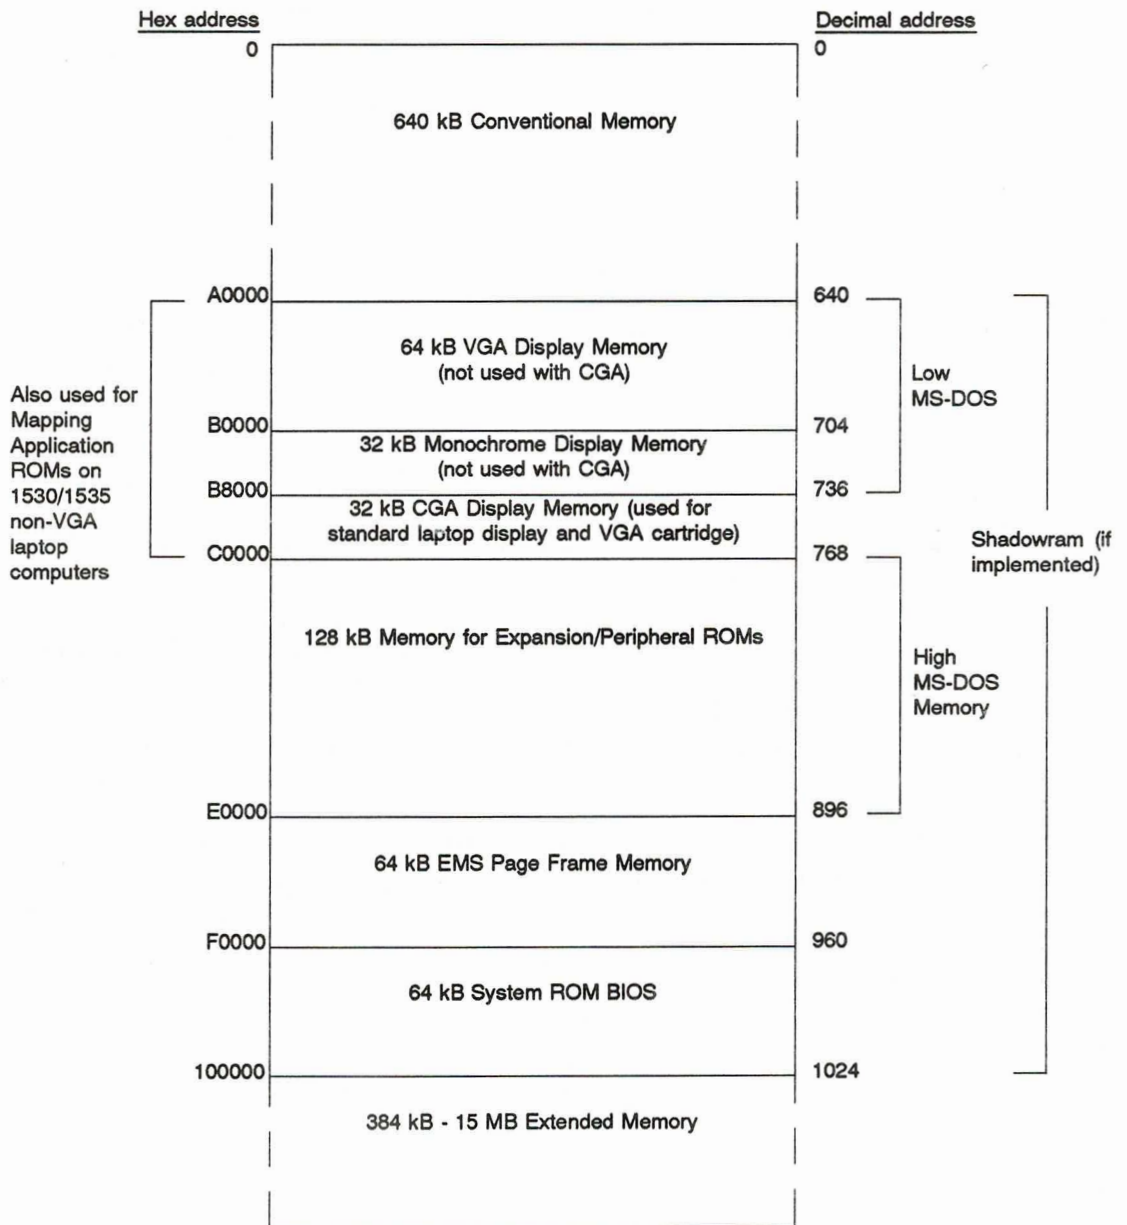 Hex address
Decimal address
0
0
640 kB Conventional Memory
A0000
640
64 kB VGA Display Memory
(not used with CGA)
Low
MS-DOS
Also used for
Mapping
Application
ROMs on
1530/1535
non-VGA
laptop
computers
B0000
704
32 kB Monochrome Display Memory
(not used with CGA)
B8000
736
32 kB CGA Display Memory (used for
standard laptop display and VGA cartridge)
C0000
768
Shadowram (if
implemented)
128 kB Memory for Expansion/Peripheral ROMs
High
MS-DOS
Memory
E0000
896
64 kB EMS Page Frame Memory
F0000
960
64 kB System ROM BIOS
100000
1024
384 kB - 15 MB Extended Memory